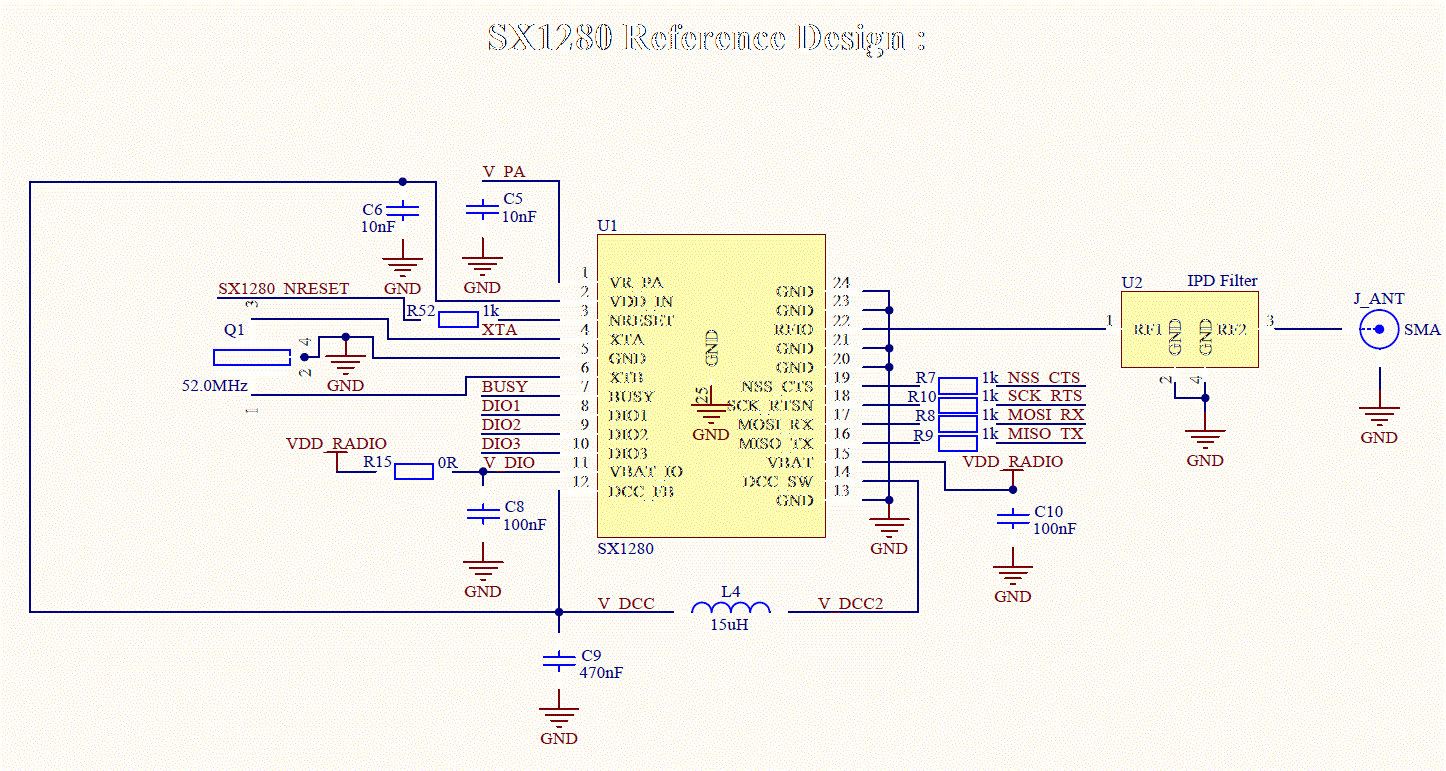 SX1280 Reference Design :
V_PA
C6
10nF
GND
C5
10nF
GND
SX1280_NRESET
R52
1k
XTA
Q1
3
4
2
1
GND
52.0MHz
BUSY
DIO1
DIO2
DIO3
VDD_RADIO
R15
0R
V_DIO
C8
100nF
GND
U1
1
2
3
4
5
6
7
8
9
10
11
12
VR_PA
VDD_IN
NRESET
XTA
GND
XTB
BUSY
DIO1
DIO2
DIO3
VBAT_IO
DCC_FB
GND
25
GND
GND
GND
RFIO
GND
GND
NSS_CTS
SCK_RTSN
MOSI_RX
MISO_TX
VBAT
DCC_SW
GND
24
23
22
21
20
19
18
17
16
15
14
13
SX1280
GND
R7
1k
NSS_CTS
R10
1k
SCK_RTS
R8
1k
MOSI_RX
R9
1k
MISO_TX
VDD_RADIO
C10
100nF
GND
U2
IPD Filter
1
RF1
GND
GND
RF2
3
2
4
GND
J_ANT
SMA
GND
V_DCC
L4
15uH
V_DCC2
C9
470nF
GND